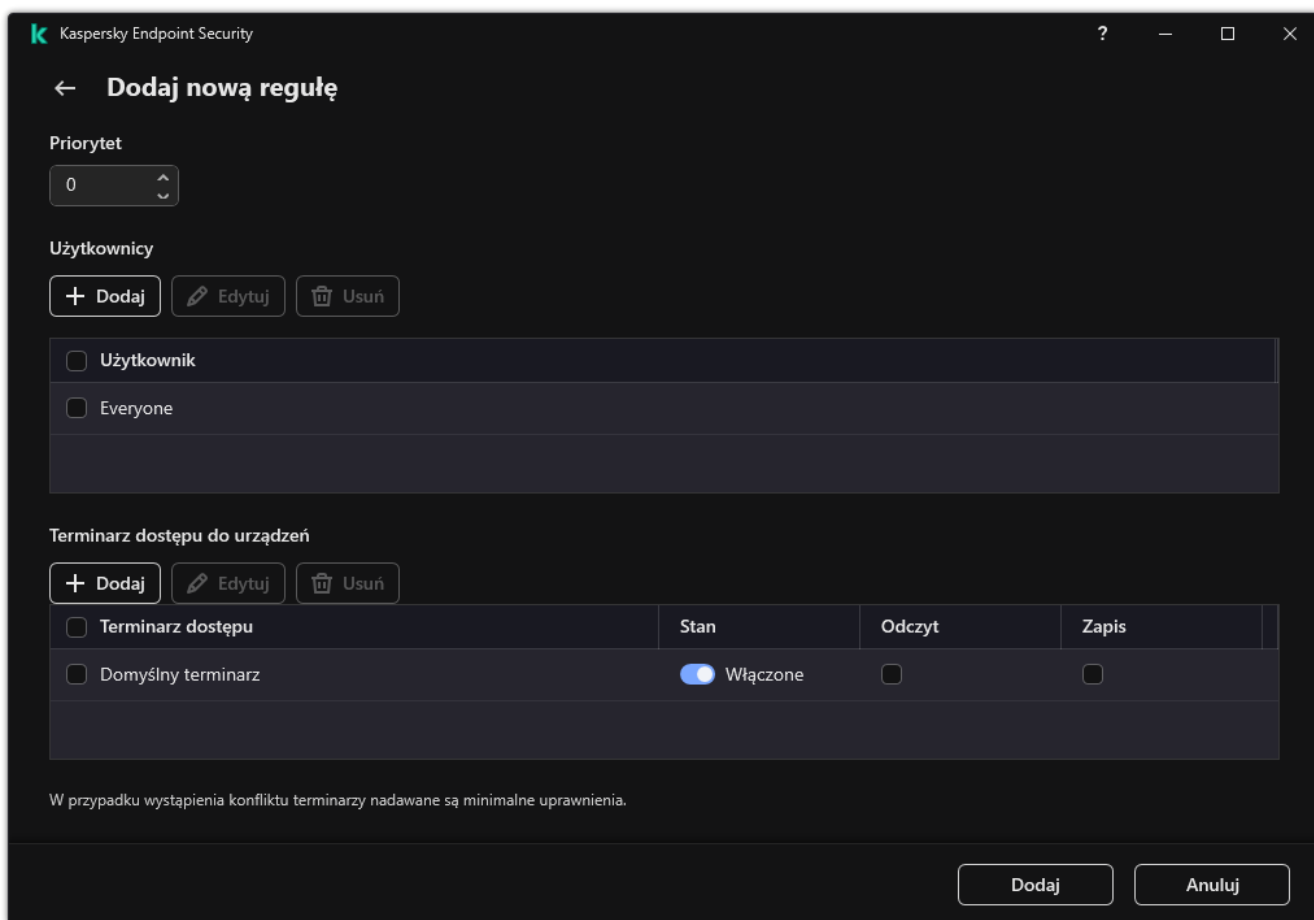 Kaspersky Endpoint Security ?
Dodaj nową regułę
Priorytet
0
Użytkownicy
Dodaj Edytuj Usuń
Użytkownik
Everyone
Terminarz dostępu do urządzeń
Dodaj Edytuj Usuń
Terminarz dostępu Stan Odczyt Zapis
Domyślny terminarz Włączone
W przypadku wystąpienia konfliktu terminarzy nadawane są minimalne uprawnienia.
Dodaj Anuluj